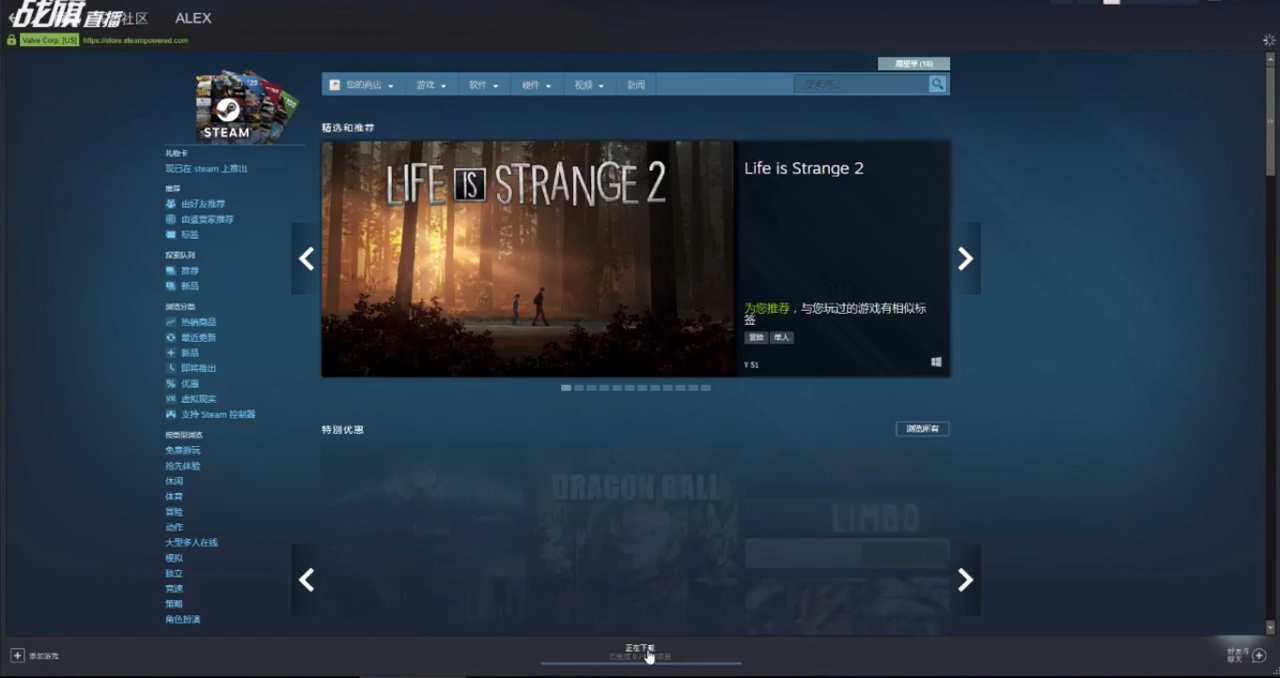 战旗直播
社区 ALEX
Valve Corp. [US] https://store.steampowered.com
愿望单 (18)
您的商店 游戏 软件 硬件 视频 新闻
STEAM
精选和推荐
礼物卡
现已在 steam 上推出
推荐
由好友推荐
由鉴赏家推荐
标签
探索队列
推荐
新品
浏览分类
热销商品
最近更新
新品
即将推出
优惠
虚拟现实
支持 Steam 控制器
按类型浏览
免费游玩
抢先体验
休闲
体育
冒险
动作
大型多人在线
模拟
独立
竞速
策略
角色扮演
LIFE IS STRANGE 2
Life is Strange 2
为您推荐，与您玩过的游戏有相似标
签
冒险 单人
¥ 51
特别优惠
浏览所有
DRAGON BALL
LIMBO
添加游戏
正在下载
好友与
聊天